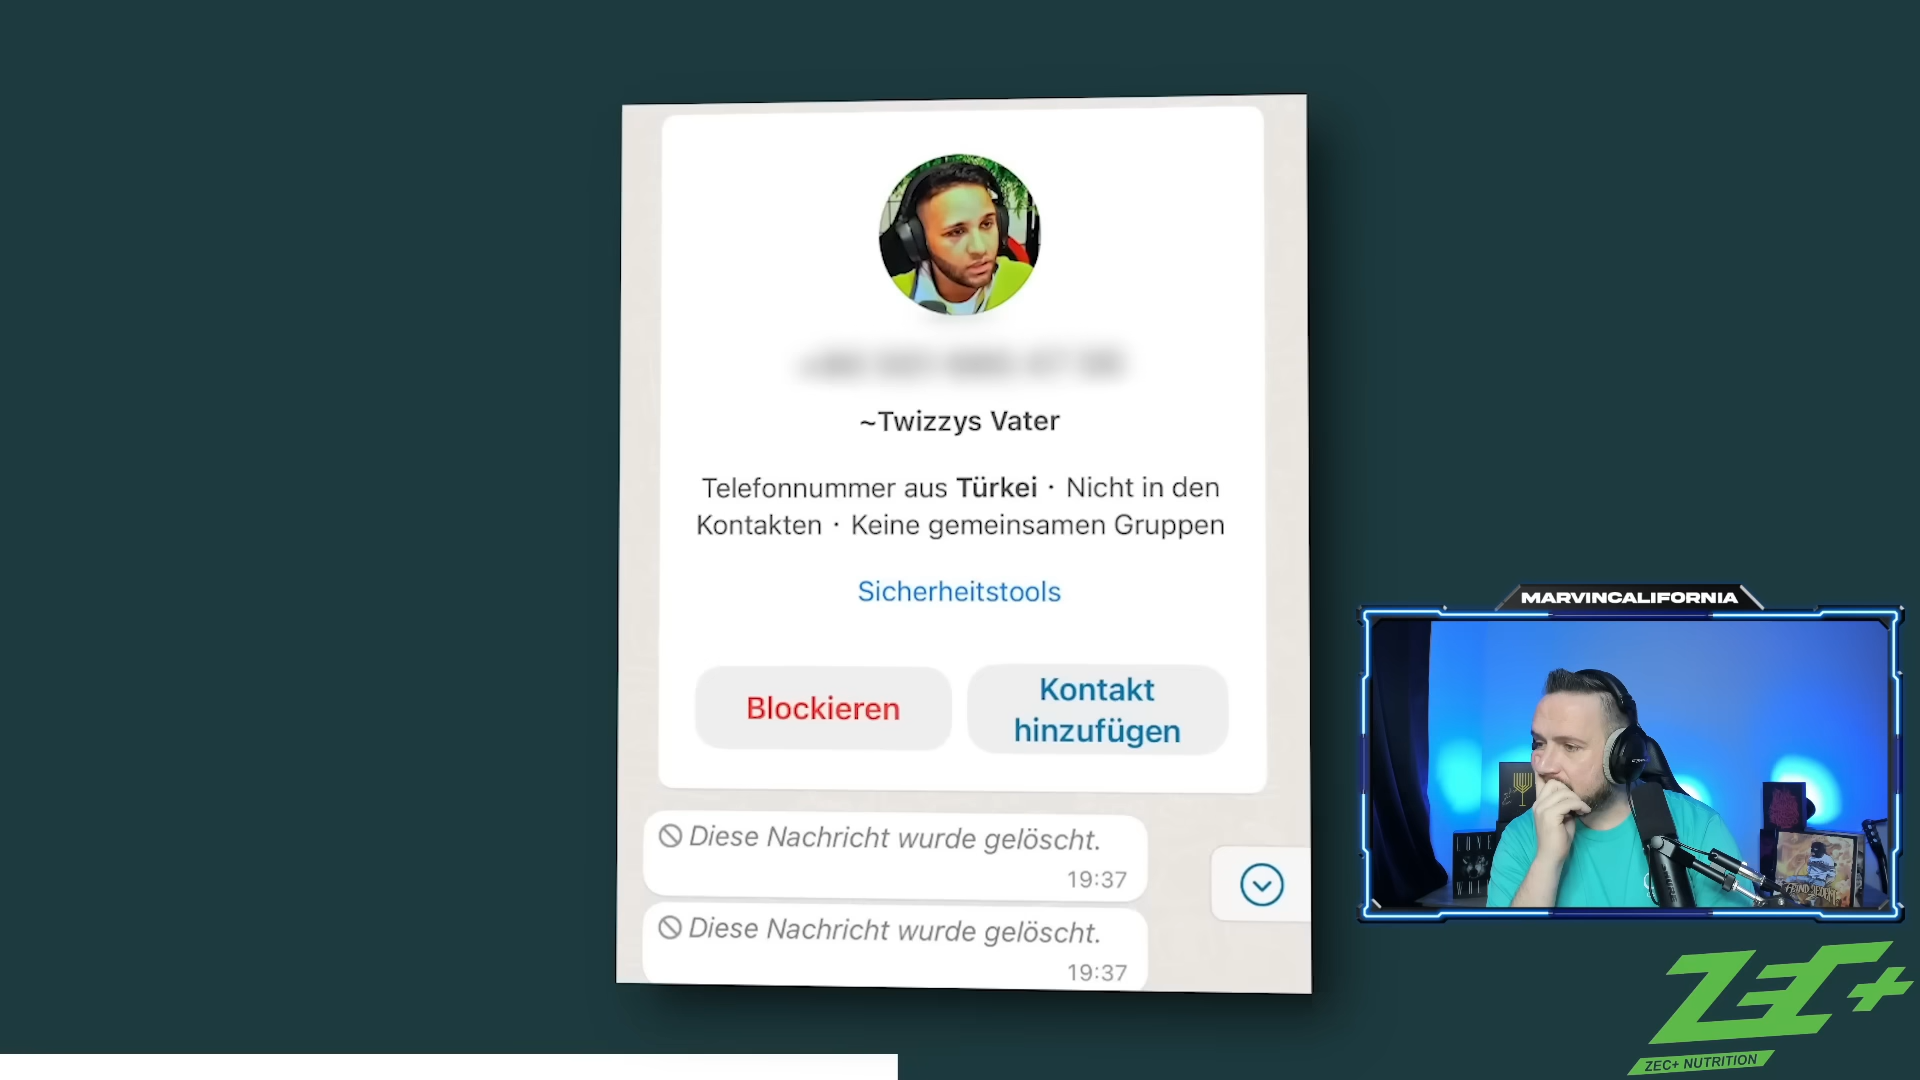 ~Twizzys Vater
Telefonnummer aus Türkei · Nicht in den
Kontakten · Keine gemeinsamen Gruppen
Sicherheitstools
Blockieren
Kontakt
hinzufügen
Diese Nachricht wurde gelöscht.
19:37
Diese Nachricht wurde gelöscht.
19:37
MARVINCALIFORNIA
ZEC+
ZEC+ NUTRITION